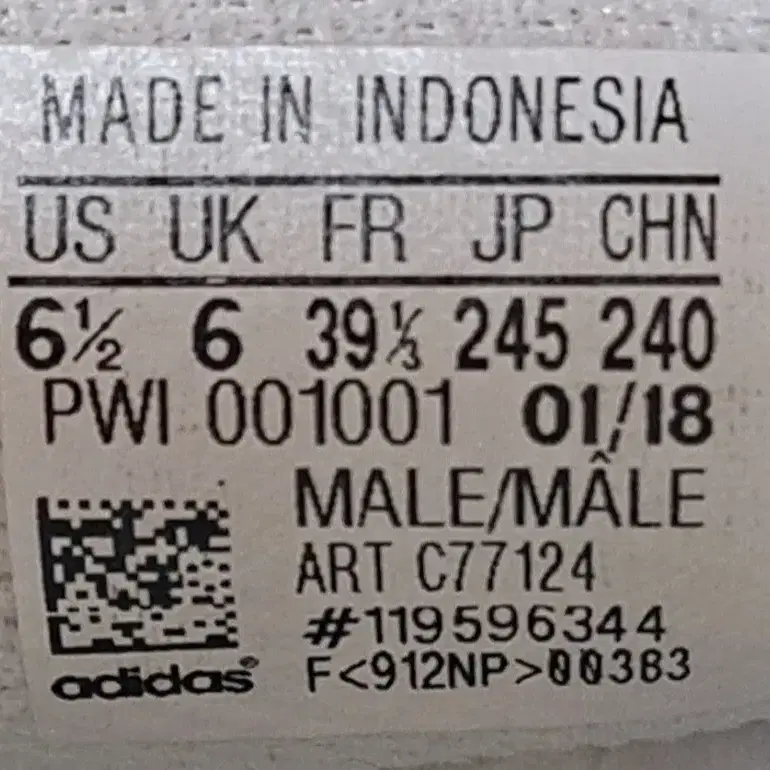 MADE IN INDONESIA
US UK FR JP CHN
6½ 6 39⅓ 245 240
PWI 001001 01/18
MALE/MÂLE
ART C77124
#119596344
F<912NP>00383
adidas®